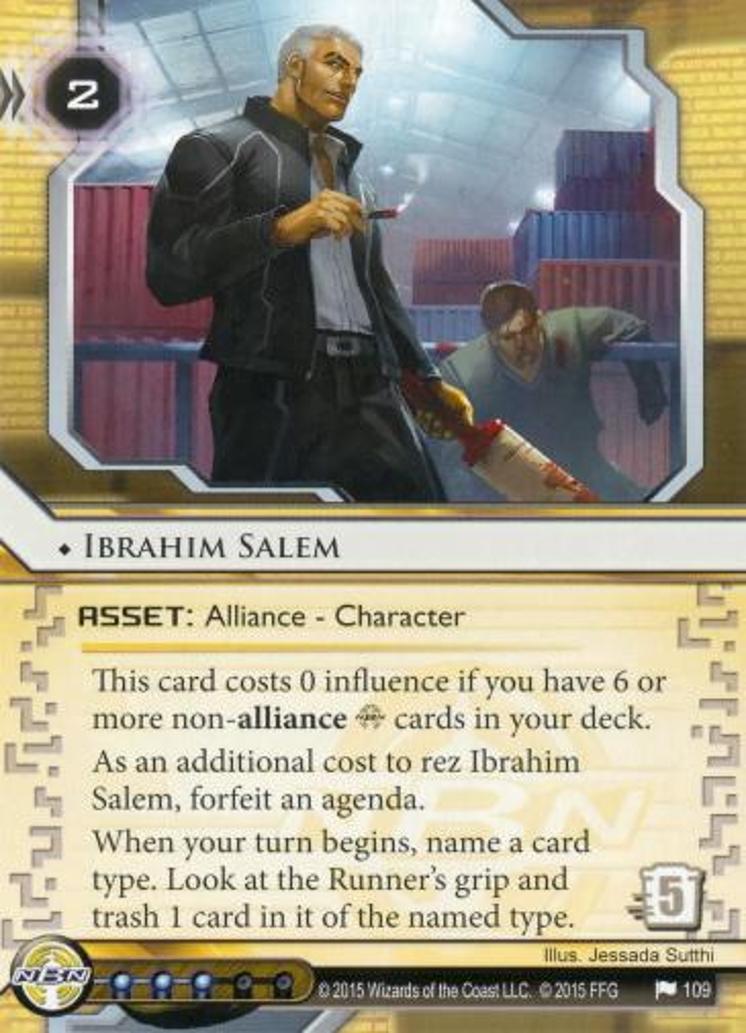 2
◆ IBRAHIM SALEM
ASSET: Alliance - Character
This card costs 0 influence if you have 6 or
more non-alliance cards in your deck.
As an additional cost to rez Ibrahim
Salem, forfeit an agenda.
When your turn begins, name a card
type. Look at the Runner's grip and
trash 1 card in it of the named type.
5
Illus. Jessada Sutthi
NBN
© 2015 Wizards of the Coast LLC. © 2015 FFG
109